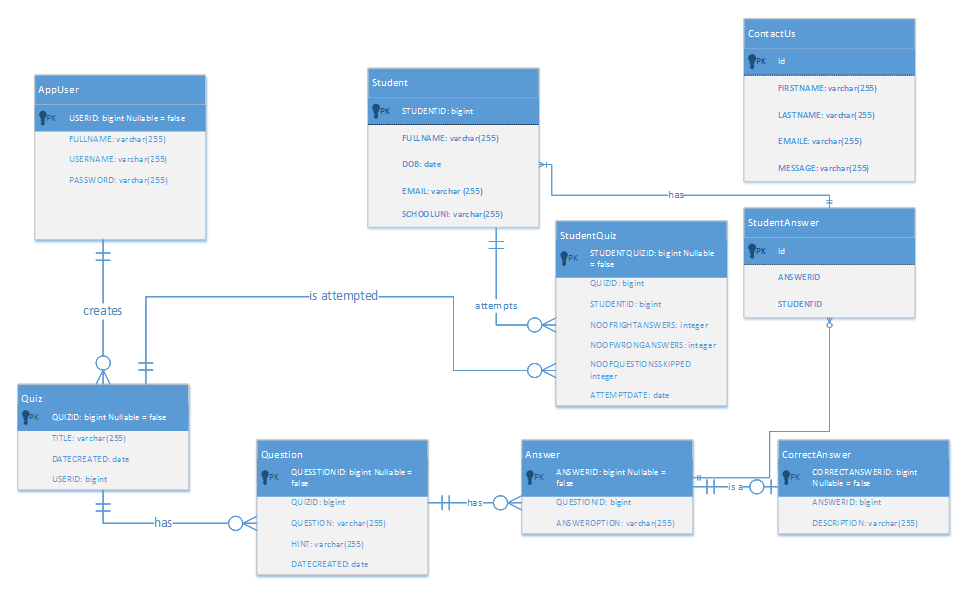 ContactUs
PK Id
FIRSTNAME: varchar(255)
LASTNAME: varchar(255)
EMAILE: varchar(255)
MESSAGE: varchar(255)
AppUser
PK USERID: bigint Nullable = false
FULLNAME: varchar(255)
USERNAME: varchar(255)
PASSWORD: varchar(255)
Student
PK STUDENTID: bigint
FULLNAME: varchar(255)
DOB: date
EMAIL: varchar (255)
SCHOOLUNI: varchar(255)
has
StudentAnswer
PK Id
ANSWERID
STUDENTID
StudentQuiz
PK STUDENTQUIZID: bigint Nullable
= false
QUIZID: bigint
STUDENTID: bigint
NOOFRIGHTANSWERS: integer
NOOFWRONGANSWERS: integer
NOOFQUESTIONSSKIPPED
integer
ATTEMPTDATE: date
attempts
is attempted
creates
Quiz
PK QUIZID: bigint Nullable = false
TITLE: varchar(255)
DATECREATED: date
USERID: bigint
has
Question
PK QUESSTIONID: bigint Nullable =
false
QUIZID: bigint
QUESTION: varchar(255)
HINT: varchar(255)
DATECREATED: date
has
Answer
PK ANSWERID: bigint Nullable =
false
QUESTIONID: bigint
ANSWEROPTION: varchar(255)
is a
CorrectAnswer
PK CORRECTANSWERID: bigint
Nullable = false
ANSWERID: bigint
DESCRIPTION: varchar(255)